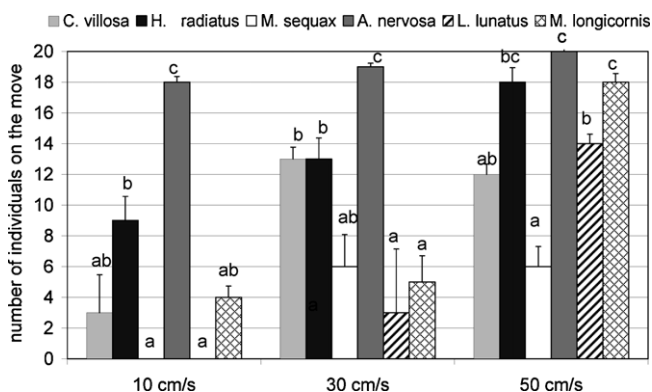 C. villosa H. radiatus M. sequax A. nervosa L. lunatus M. longicornis
number of individuals on the move
20
18
16
14
12
10
8
6
4
2
0
ab b a c a ab
b b ab c a a
a
ab bc a c b c
10 cm/s 30 cm/s 50 cm/s